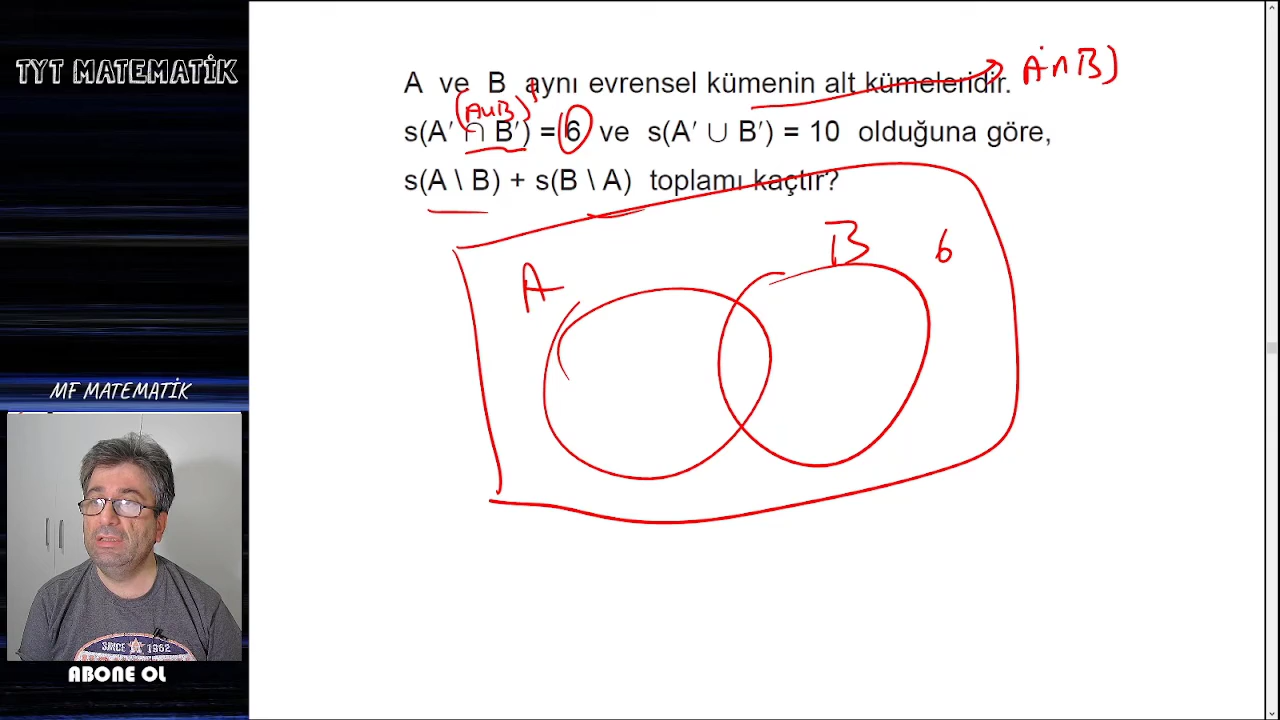 TYT MATEMATİK
A ve B aynı evrensel kümenin alt kümeleridir.
A∩B)
(A∪B)'
s(A′ ∩ B′) = 6 ve s(A′ ∪ B′) = 10 olduğuna göre,
s(A \ B) + s(B \ A) toplamı kaçtır?
A
B
6
MF MATEMATİK
SINCE 1962
ABONE OL